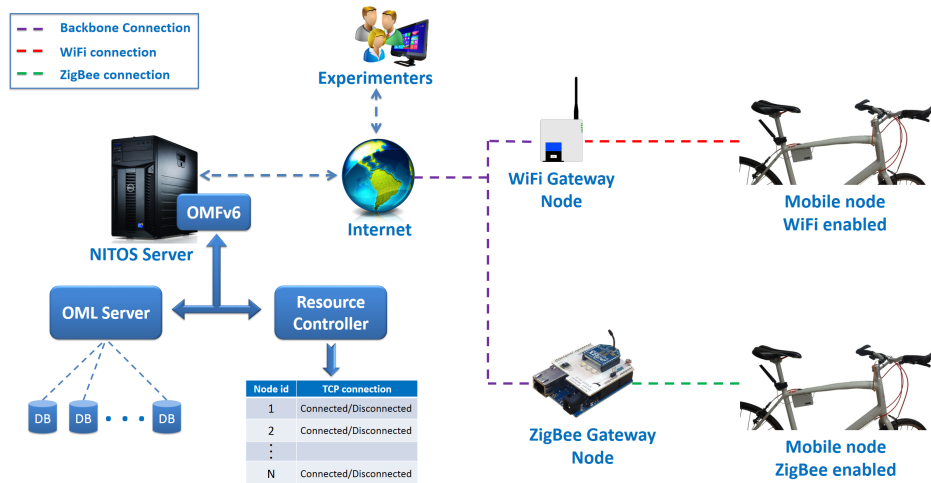 Backbone Connection
WiFi connection
ZigBee connection
Experimenters
OMFv6
NITOS Server
Internet
WiFi Gateway
Node
Mobile node
WiFi enabled
OML Server
Resource
Controller
DB
DB
DB
Node id TCP connection
1 Connected/Disconnected
2 Connected/Disconnected
N Connected/Disconnected
ZigBee Gateway
Node
Mobile node
ZigBee enabled